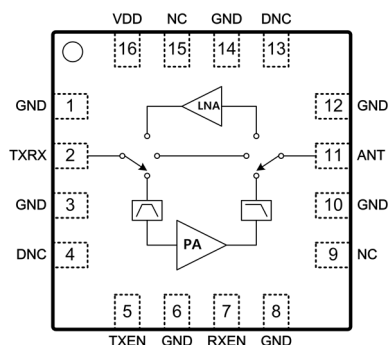 VDD NC GND DNC
16 15 14 13
LNA
GND 1 12 GND
TXRX 2 11 ANT
GND 3 10 GND
PA
DNC 4 9 NC
5 6 7 8
TXEN GND RXEN GND